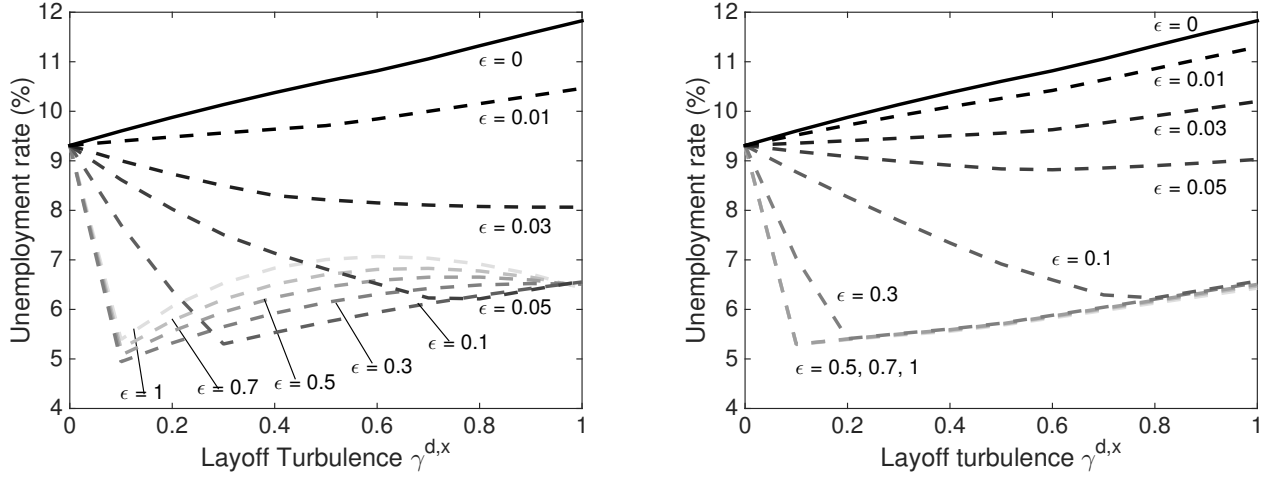 12
11
10
9
8
7
6
5
4
Unemployment rate (%)
ϵ = 0
ϵ = 0.01
ϵ = 0.03
ϵ = 0.05
ϵ = 0.1
ϵ = 0.3
ϵ = 0.5
ϵ = 0.7
ϵ = 1
0 0.2 0.4 0.6 0.8 1
Layoff Turbulence γ^{d,x}
12
11
10
9
8
7
6
5
4
Unemployment rate (%)
ϵ = 0
ϵ = 0.01
ϵ = 0.03
ϵ = 0.05
ϵ = 0.1
ϵ = 0.3
ϵ = 0.5, 0.7, 1
0 0.2 0.4 0.6 0.8 1
Layoff turbulence γ^{d,x}